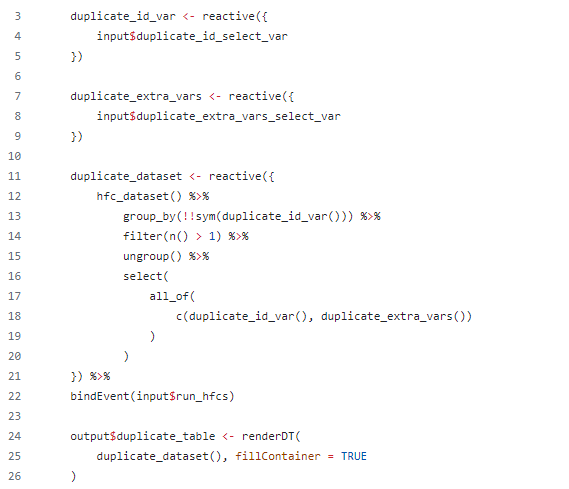 3 duplicate_id_var <- reactive({
4 input$duplicate_id_select_var
5 })
6
7 duplicate_extra_vars <- reactive({
8 input$duplicate_extra_vars_select_var
9 })
10
11 duplicate_dataset <- reactive({
12 hfc_dataset() %>%
13 group_by(!!sym(duplicate_id_var())) %>%
14 filter(n() > 1) %>%
15 ungroup() %>%
16 select(
17 all_of(
18 c(duplicate_id_var(), duplicate_extra_vars())
19 )
20 )
21 }) %>%
22 bindEvent(input$run_hfcs)
23
24 output$duplicate_table <- renderDT(
25 duplicate_dataset(), fillContainer = TRUE
26 )